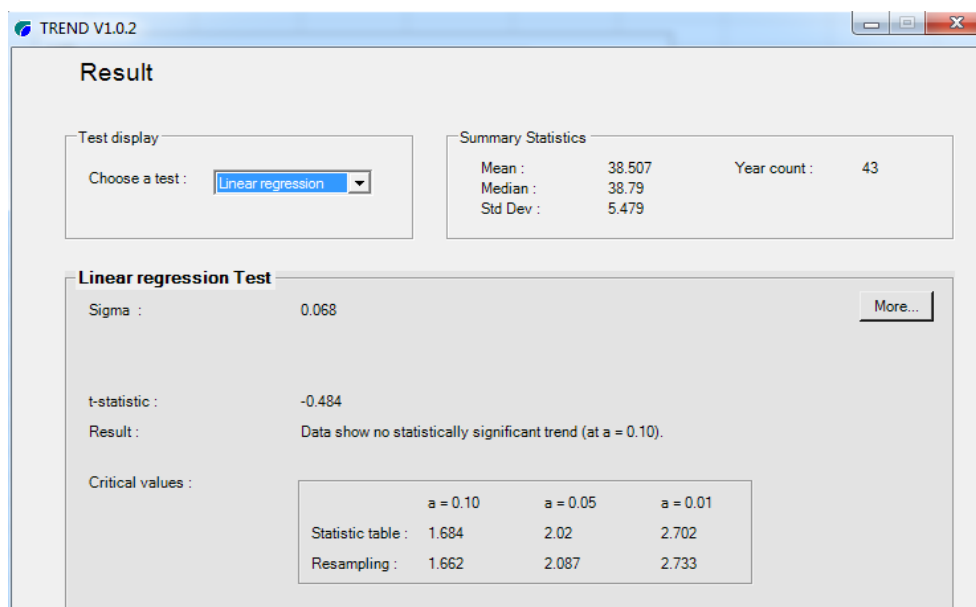 TREND V1.0.2
Result
Test display
Choose a test : Linear regression
Summary Statistics
Mean : 38.507 Year count : 43
Median : 38.79
Std Dev : 5.479
Linear regression Test
Sigma : 0.068 More...
t-statistic : -0.484
Result : Data show no statistically significant trend (at a = 0.10).
Critical values :
a = 0.10 a = 0.05 a = 0.01
Statistic table : 1.684 2.02 2.702
Resampling : 1.662 2.087 2.733